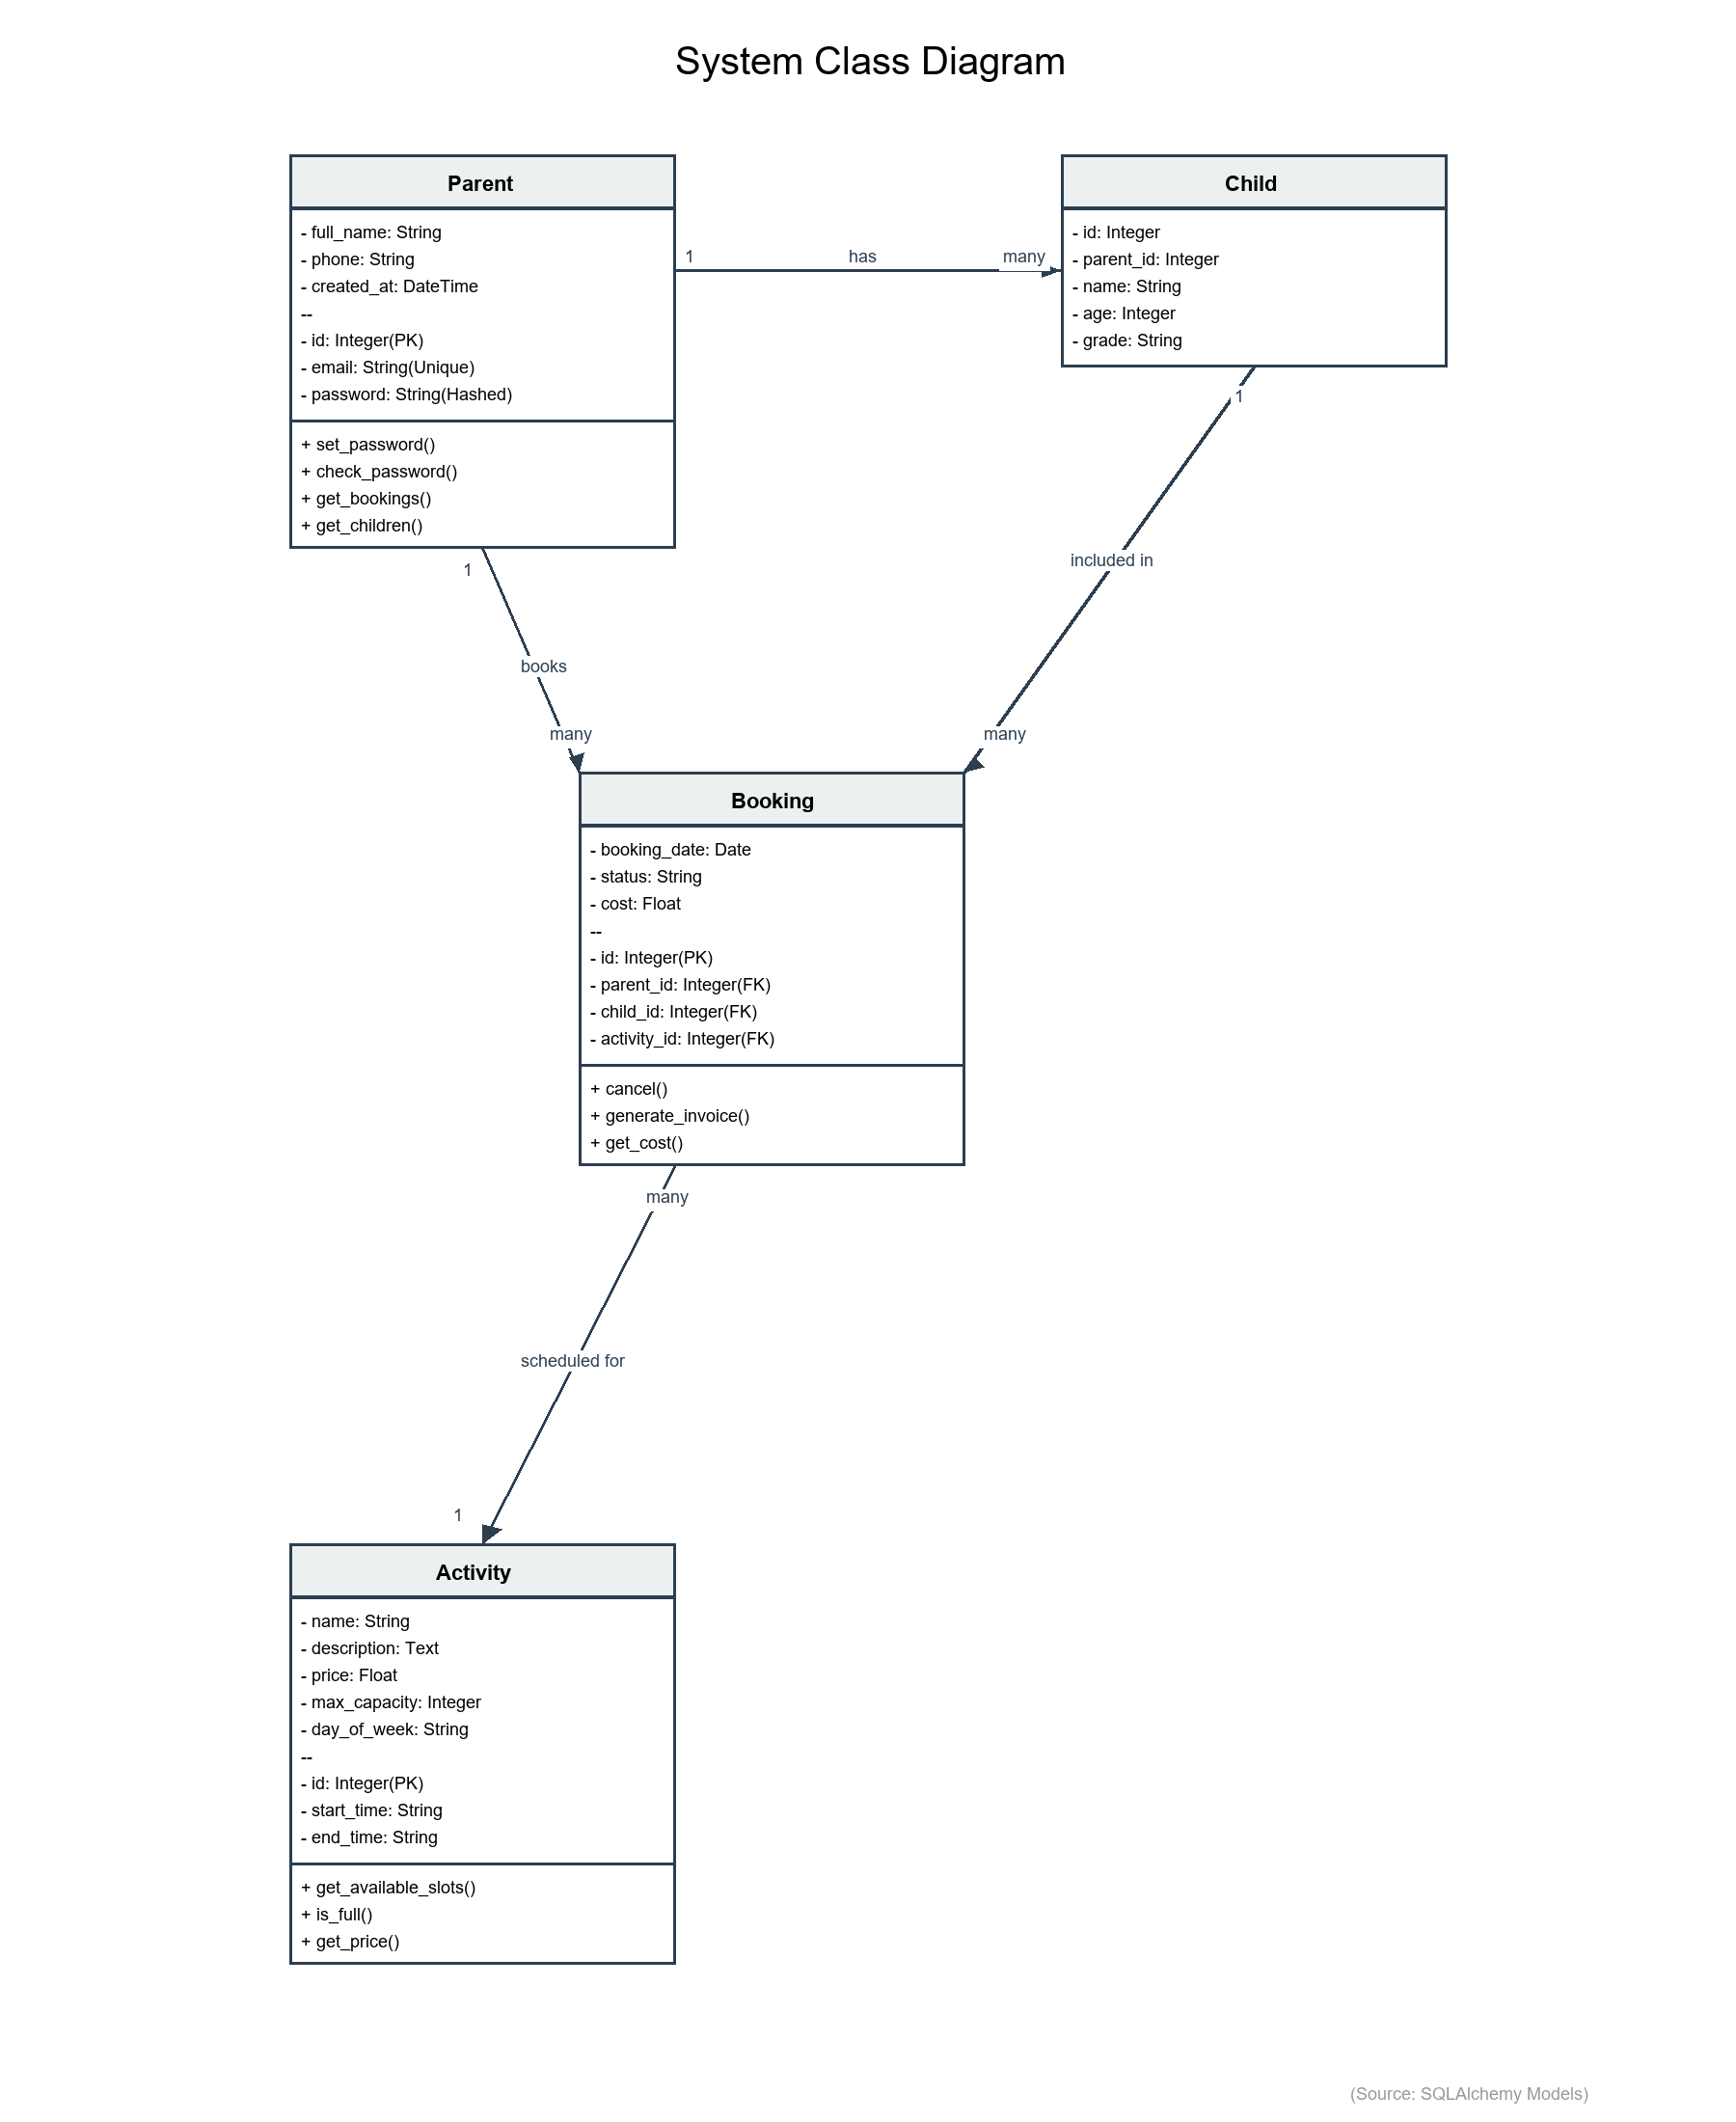 System Class Diagram
Parent
- full_name: String
- phone: String
- created_at: DateTime
--
- id: Integer(PK)
- email: String(Unique)
- password: String(Hashed)
+ set_password()
+ check_password()
+ get_bookings()
+ get_children()
1
has
many
Child
- id: Integer
- parent_id: Integer
- name: String
- age: Integer
- grade: String
1
books
many
1
included in
many
Booking
- booking_date: Date
- status: String
- cost: Float
--
- id: Integer(PK)
- parent_id: Integer(FK)
- child_id: Integer(FK)
- activity_id: Integer(FK)
+ cancel()
+ generate_invoice()
+ get_cost()
many
scheduled for
1
Activity
- name: String
- description: Text
- price: Float
- max_capacity: Integer
- day_of_week: String
--
- id: Integer(PK)
- start_time: String
- end_time: String
+ get_available_slots()
+ is_full()
+ get_price()
(Source: SQLAlchemy Models)